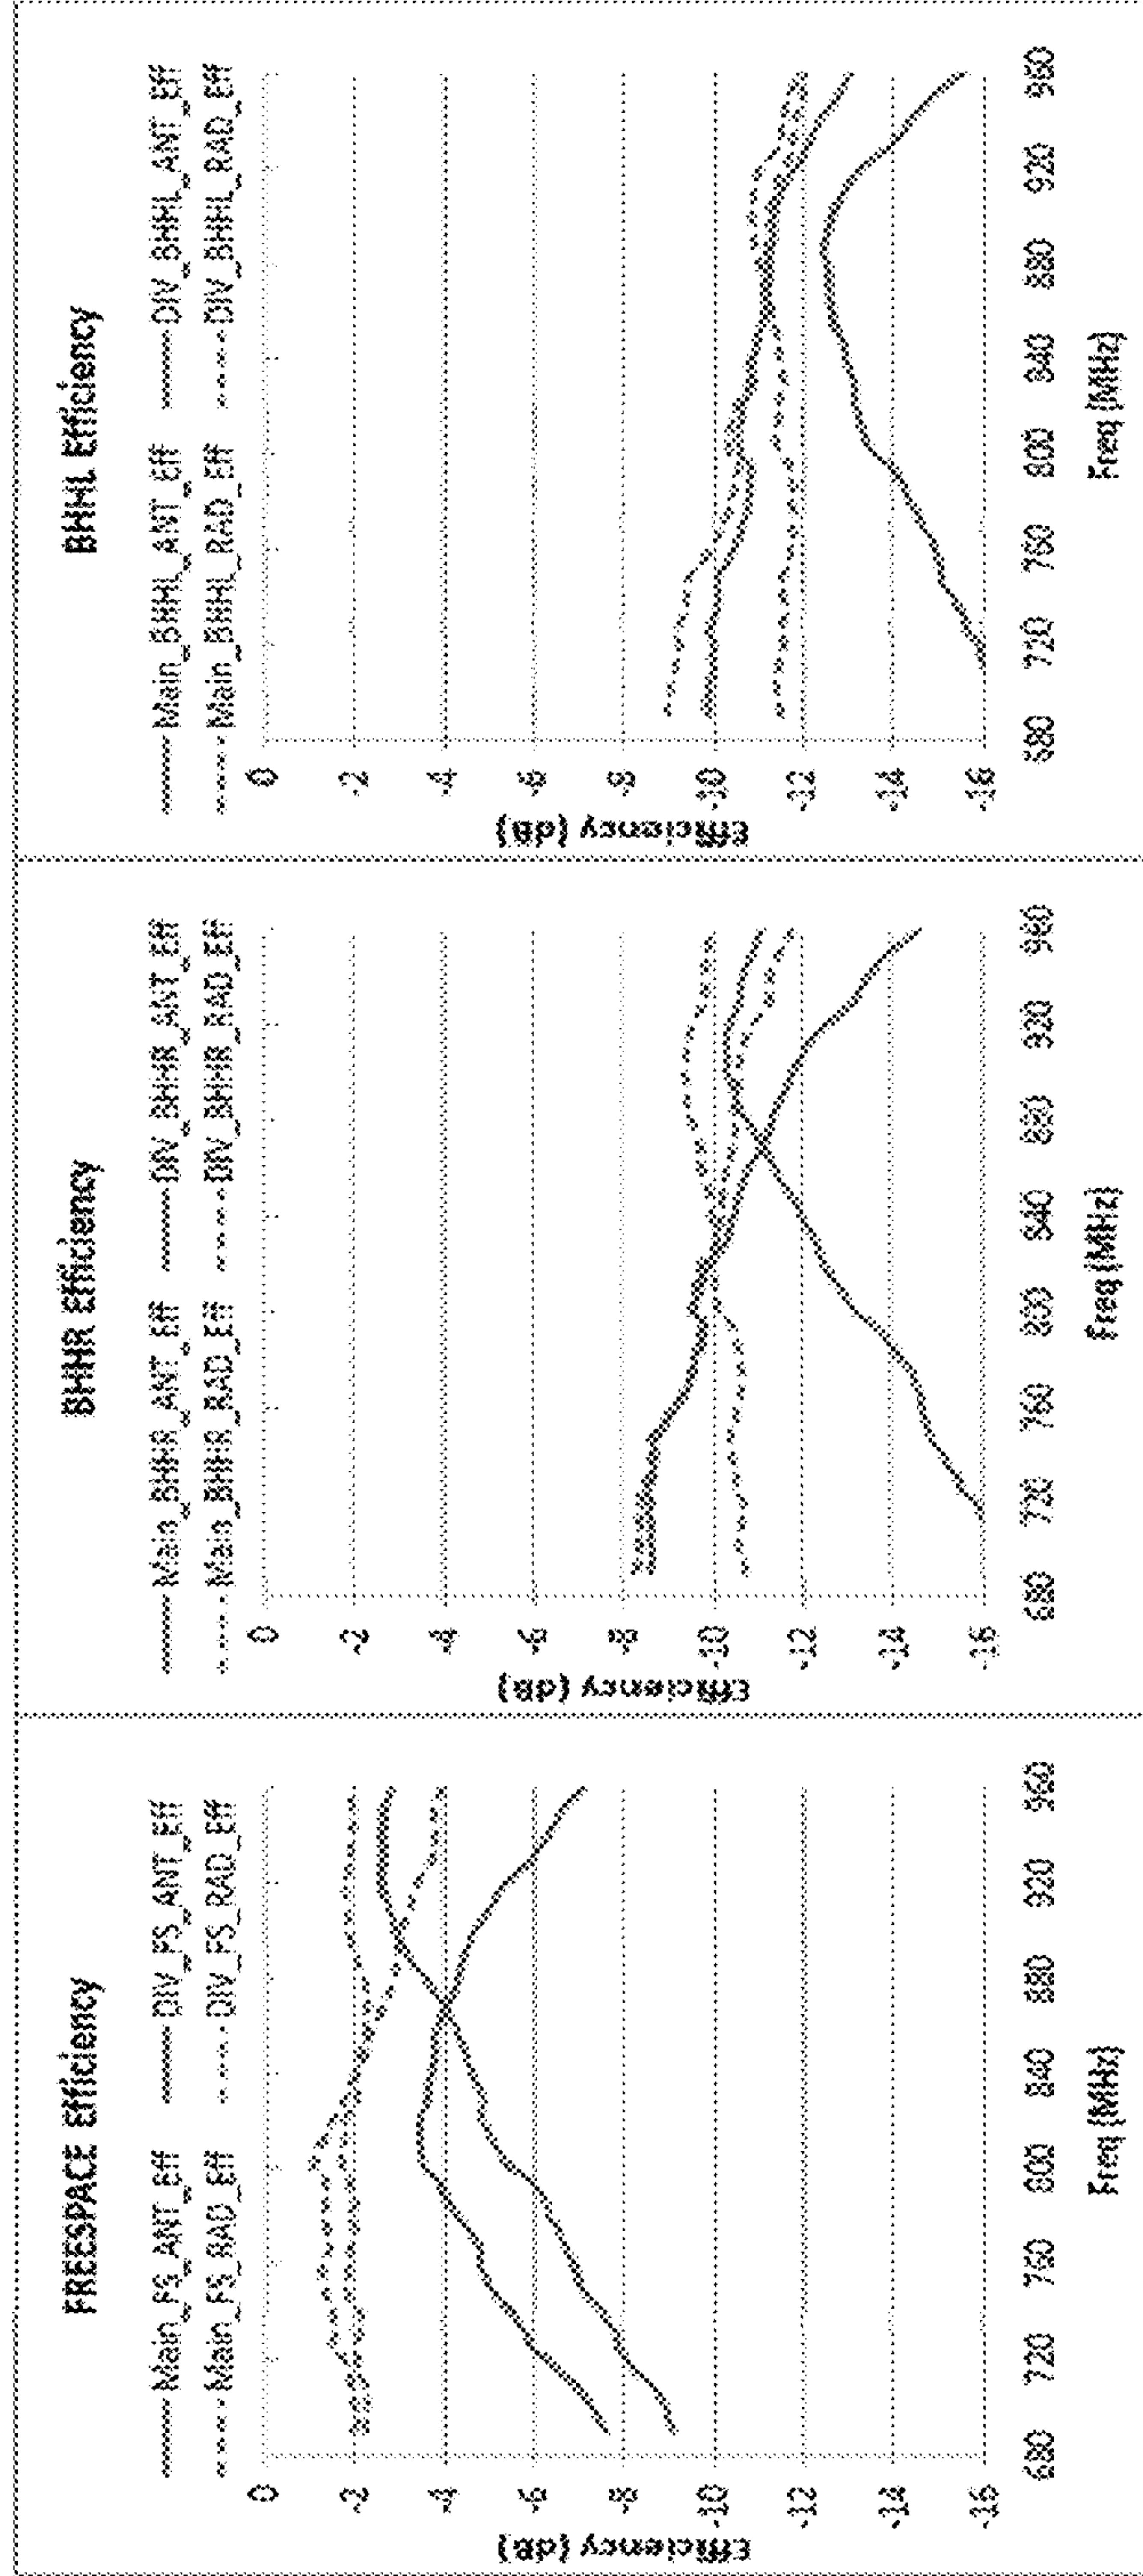 FREESPACE Efficiency
Main_FS_ANT_Eff DIV_FS_ANT_Eff
Main_FS_RAD_Eff DIV_FS_RAD_Eff
0
-2
-4
-6
-8
-10
-12
-14
-16
Efficiency (dB)
680 720 760 800 840 880 920 960
Freq (MHz)
BHHR Efficiency
Main_BHHR_ANT_Eff DIV_BHHR_ANT_Eff
Main_BHHR_RAD_Eff DIV_BHHR_RAD_Eff
0
-2
-4
-6
-8
-10
-12
-14
-16
Efficiency (dB)
680 720 760 800 840 880 920 960
Freq (MHz)
BHHL Efficiency
Main_BHHL_ANT_Eff DIV_BHHL_ANT_Eff
Main_BHHL_RAD_Eff DIV_BHHL_RAD_Eff
0
-2
-4
-6
-8
-10
-12
-14
-16
Efficiency (dB)
680 720 760 800 840 880 920 960
Freq (MHz)